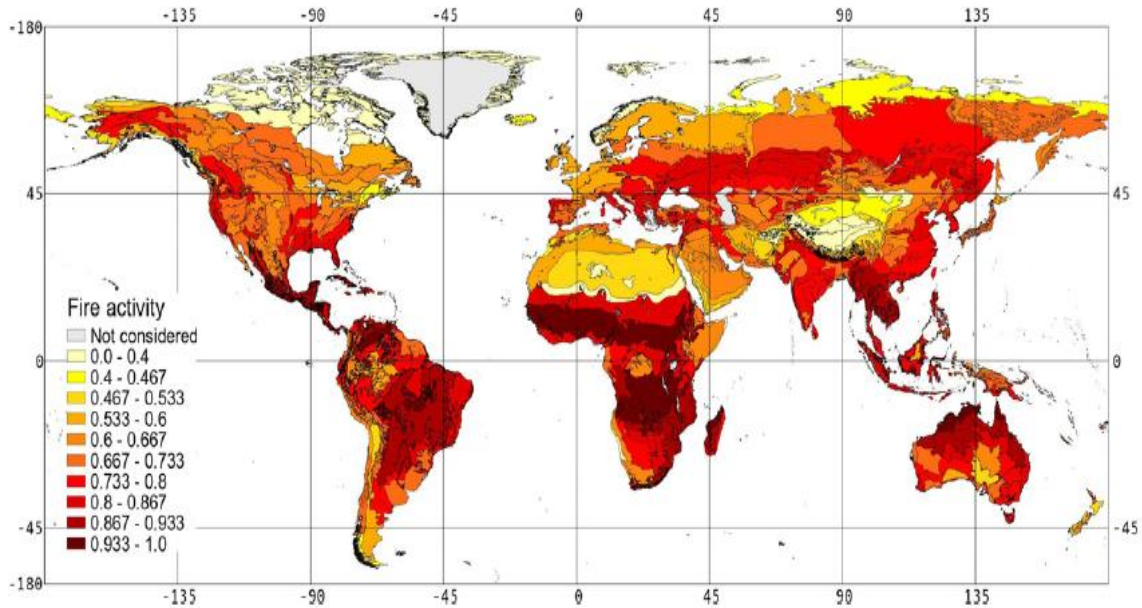 -135 -90 -45 0 45 90 135
-180
45 45
Fire activity
Not considered
0.0 - 0.4
0.4 - 0.467
0.467 - 0.533
0.533 - 0.6
0.6 - 0.667
0.667 - 0.733
0.733 - 0.8
0.8 - 0.867
0.867 - 0.933
0.933 - 1.0
0 0
-45 -45
-180
-135 -90 -45 0 45 90 135